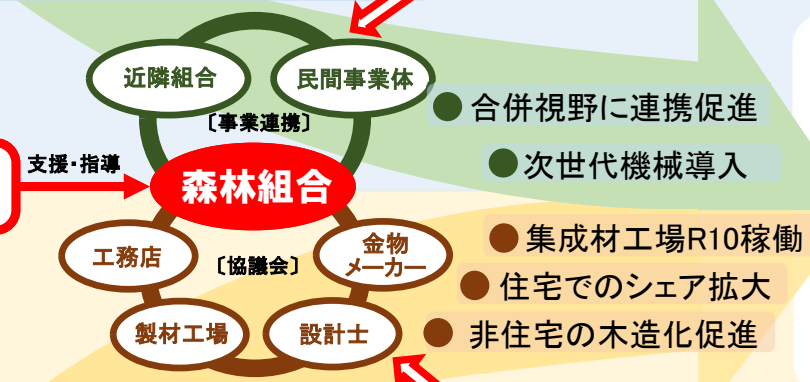 近隣組合
民間事業体
〔事業連携〕
● 合併視野に連携促進
● 次世代機械導入
支援・指導
森林組合
工務店
〔協議会〕
金物
メーカー
製材工場
設計士
● 集成材工場R10稼働
● 住宅でのシェア拡大
● 非住宅の木造化促進